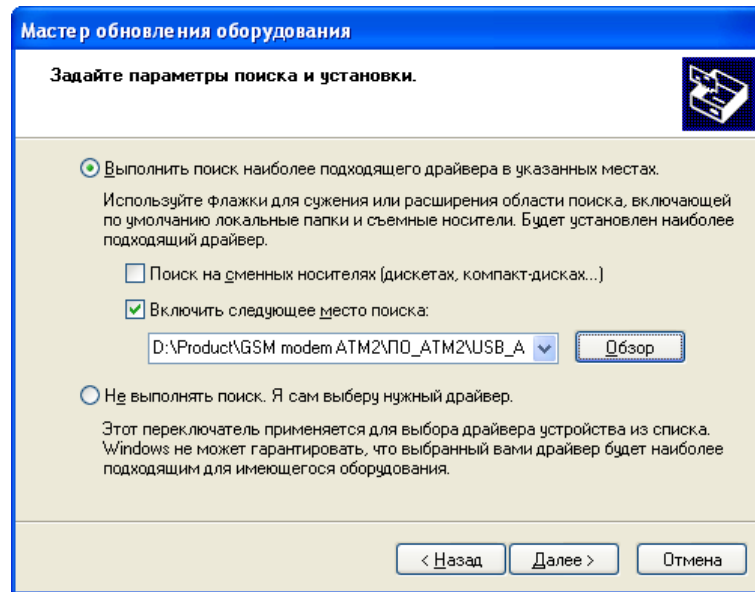 Мастер обновления оборудования
Задайте параметры поиска и установки.
Выполнить поиск наиболее подходящего драйвера в указанных местах.
Используйте флажки для сужения или расширения области поиска, включающей
по умолчанию локальные папки и съемные носители. Будет установлен наиболее
подходящий драйвер.
Поиск на сменных носителях (дискетах, компакт-дисках...)
Включить следующее место поиска:
D:\Product\GSM modem ATM2\ПО_ATM2\USB_A
Обзор
Не выполнять поиск. Я сам выберу нужный драйвер.
Этот переключатель применяется для выбора драйвера устройства из списка.
Windows не может гарантировать, что выбранный вами драйвер будет наиболее
подходящим для имеющегося оборудования.
< Назад
Далее >
Отмена